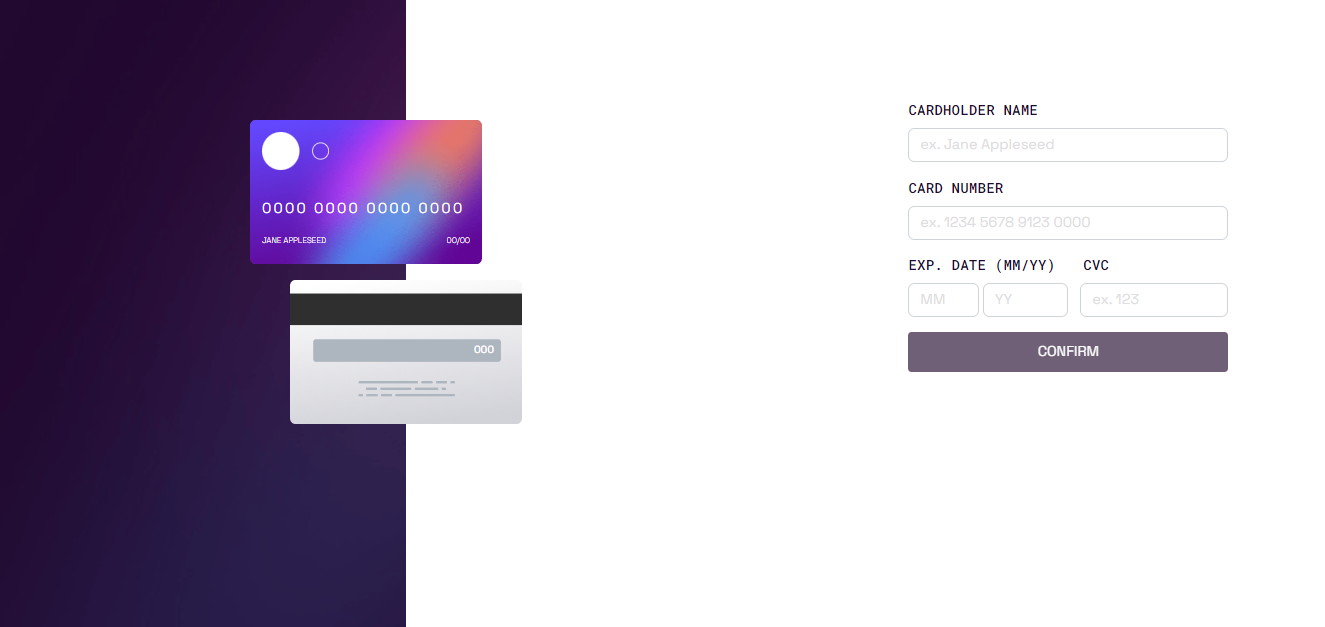 0000 0000 0000 0000
JANE APPLESEED 00/00
000
CARDHOLDER NAME
ex. Jane Appleseed
CARD NUMBER
ex. 1234 5678 9123 0000
EXP. DATE (MM/YY) CVC
MM YY ex. 123
CONFIRM